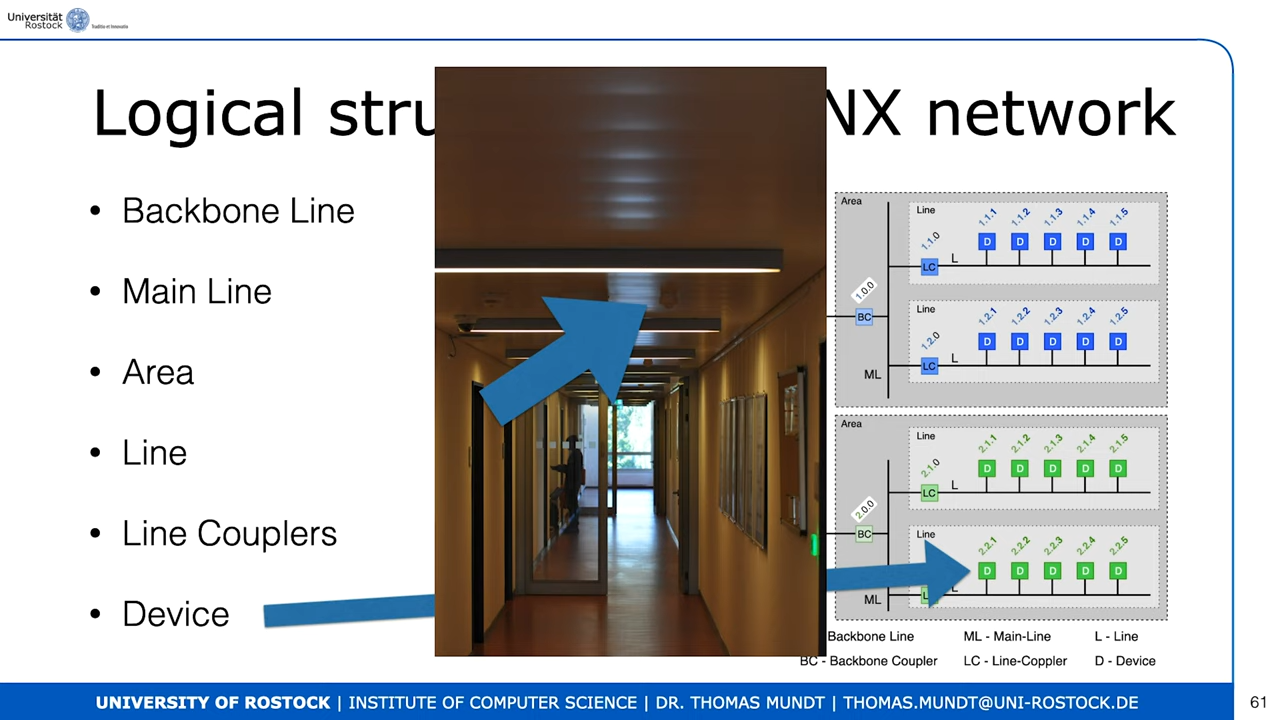 Universität
Rostock
Traditio et Innovatio
Logical stru NX network
• Backbone Line
• Main Line
• Area
• Line
• Line Couplers
• Device
Area
Line
1.1.1 1.1.2 1.1.3 1.1.4 1.1.5
D D D D D
1.1.0
LC L
1.0.0
BC
Line
1.2.1 1.2.2 1.2.3 1.2.4 1.2.5
D D D D D
1.2.0
LC L
ML
Area
Line
2.1.1 2.1.2 2.1.3 2.1.4 2.1.5
D D D D D
2.1.0
LC L
2.0.0
BC
Line
2.2.1 2.2.2 2.2.3 2.2.4 2.2.5
D D D D D
L
ML
Backbone Line ML - Main-Line L - Line
BC - Backbone Coupler LC - Line-Coppler D - Device
UNIVERSITY OF ROSTOCK | INSTITUTE OF COMPUTER SCIENCE | DR. THOMAS MUNDT | THOMAS.MUNDT@UNI-ROSTOCK.DE
61